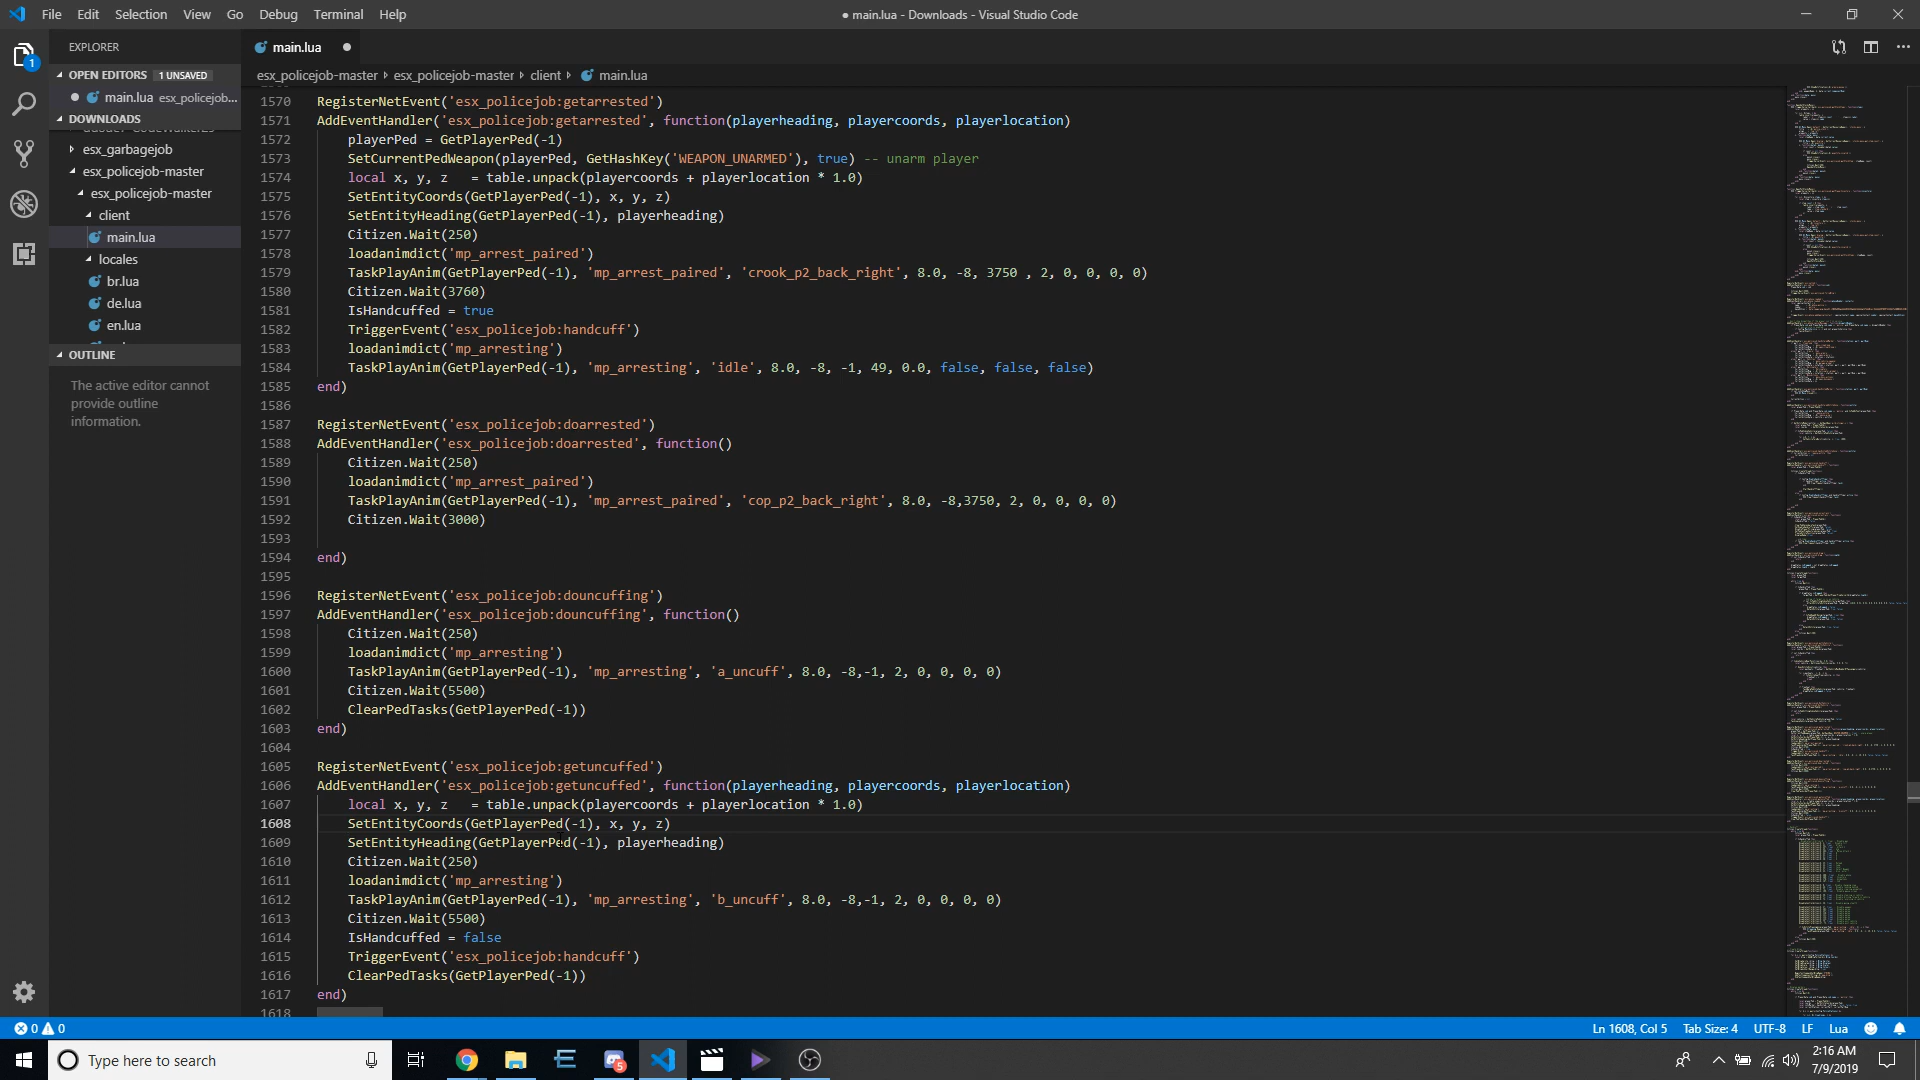 File Edit Selection View Go Debug Terminal Help
● main.lua - Downloads - Visual Studio Code
EXPLORER
main.lua
OPEN EDITORS 1 UNSAVED
main.lua esx_policejob...
DOWNLOADS
esx_garbagejob
esx_policejob-master
esx_policejob-master
client
main.lua
locales
br.lua
de.lua
en.lua
OUTLINE
The active editor cannot
provide outline
information.
esx_policejob-master esx_policejob-master client main.lua
1570 RegisterNetEvent('esx_policejob:getarrested')
1571 AddEventHandler('esx_policejob:getarrested', function(playerheading, playercoords, playerlocation)
1572 playerPed = GetPlayerPed(-1)
1573 SetCurrentPedWeapon(playerPed, GetHashKey('WEAPON_UNARMED'), true) -- unarm player
1574 local x, y, z   = table.unpack(playercoords + playerlocation * 1.0)
1575 SetEntityCoords(GetPlayerPed(-1), x, y, z)
1576 SetEntityHeading(GetPlayerPed(-1), playerheading)
1577 Citizen.Wait(250)
1578 loadanimdict('mp_arrest_paired')
1579 TaskPlayAnim(GetPlayerPed(-1), 'mp_arrest_paired', 'crook_p2_back_right', 8.0, -8, 3750 , 2, 0, 0, 0, 0)
1580 Citizen.Wait(3760)
1581 IsHandcuffed = true
1582 TriggerEvent('esx_policejob:handcuff')
1583 loadanimdict('mp_arresting')
1584 TaskPlayAnim(GetPlayerPed(-1), 'mp_arresting', 'idle', 8.0, -8, -1, 49, 0.0, false, false, false)
1585 end)
1586
1587 RegisterNetEvent('esx_policejob:doarrested')
1588 AddEventHandler('esx_policejob:doarrested', function()
1589 Citizen.Wait(250)
1590 loadanimdict('mp_arrest_paired')
1591 TaskPlayAnim(GetPlayerPed(-1), 'mp_arrest_paired', 'cop_p2_back_right', 8.0, -8,3750, 2, 0, 0, 0, 0)
1592 Citizen.Wait(3000)
1593
1594 end)
1595
1596 RegisterNetEvent('esx_policejob:douncuffing')
1597 AddEventHandler('esx_policejob:douncuffing', function()
1598 Citizen.Wait(250)
1599 loadanimdict('mp_arresting')
1600 TaskPlayAnim(GetPlayerPed(-1), 'mp_arresting', 'a_uncuff', 8.0, -8,-1, 2, 0, 0, 0, 0)
1601 Citizen.Wait(5500)
1602 ClearPedTasks(GetPlayerPed(-1))
1603 end)
1604
1605 RegisterNetEvent('esx_policejob:getuncuffed')
1606 AddEventHandler('esx_policejob:getuncuffed', function(playerheading, playercoords, playerlocation)
1607 local x, y, z   = table.unpack(playercoords + playerlocation * 1.0)
1608 SetEntityCoords(GetPlayerPed(-1), x, y, z)
1609 SetEntityHeading(GetPlayerPed(-1), playerheading)
1610 Citizen.Wait(250)
1611 loadanimdict('mp_arresting')
1612 TaskPlayAnim(GetPlayerPed(-1), 'mp_arresting', 'b_uncuff', 8.0, -8,-1, 2, 0, 0, 0, 0)
1613 Citizen.Wait(5500)
1614 IsHandcuffed = false
1615 TriggerEvent('esx_policejob:handcuff')
1616 ClearPedTasks(GetPlayerPed(-1))
1617 end)
1618
0 0
Ln 1608, Col 5 Tab Size: 4 UTF-8 LF Lua
Type here to search
5
2:16 AM
7/9/2019